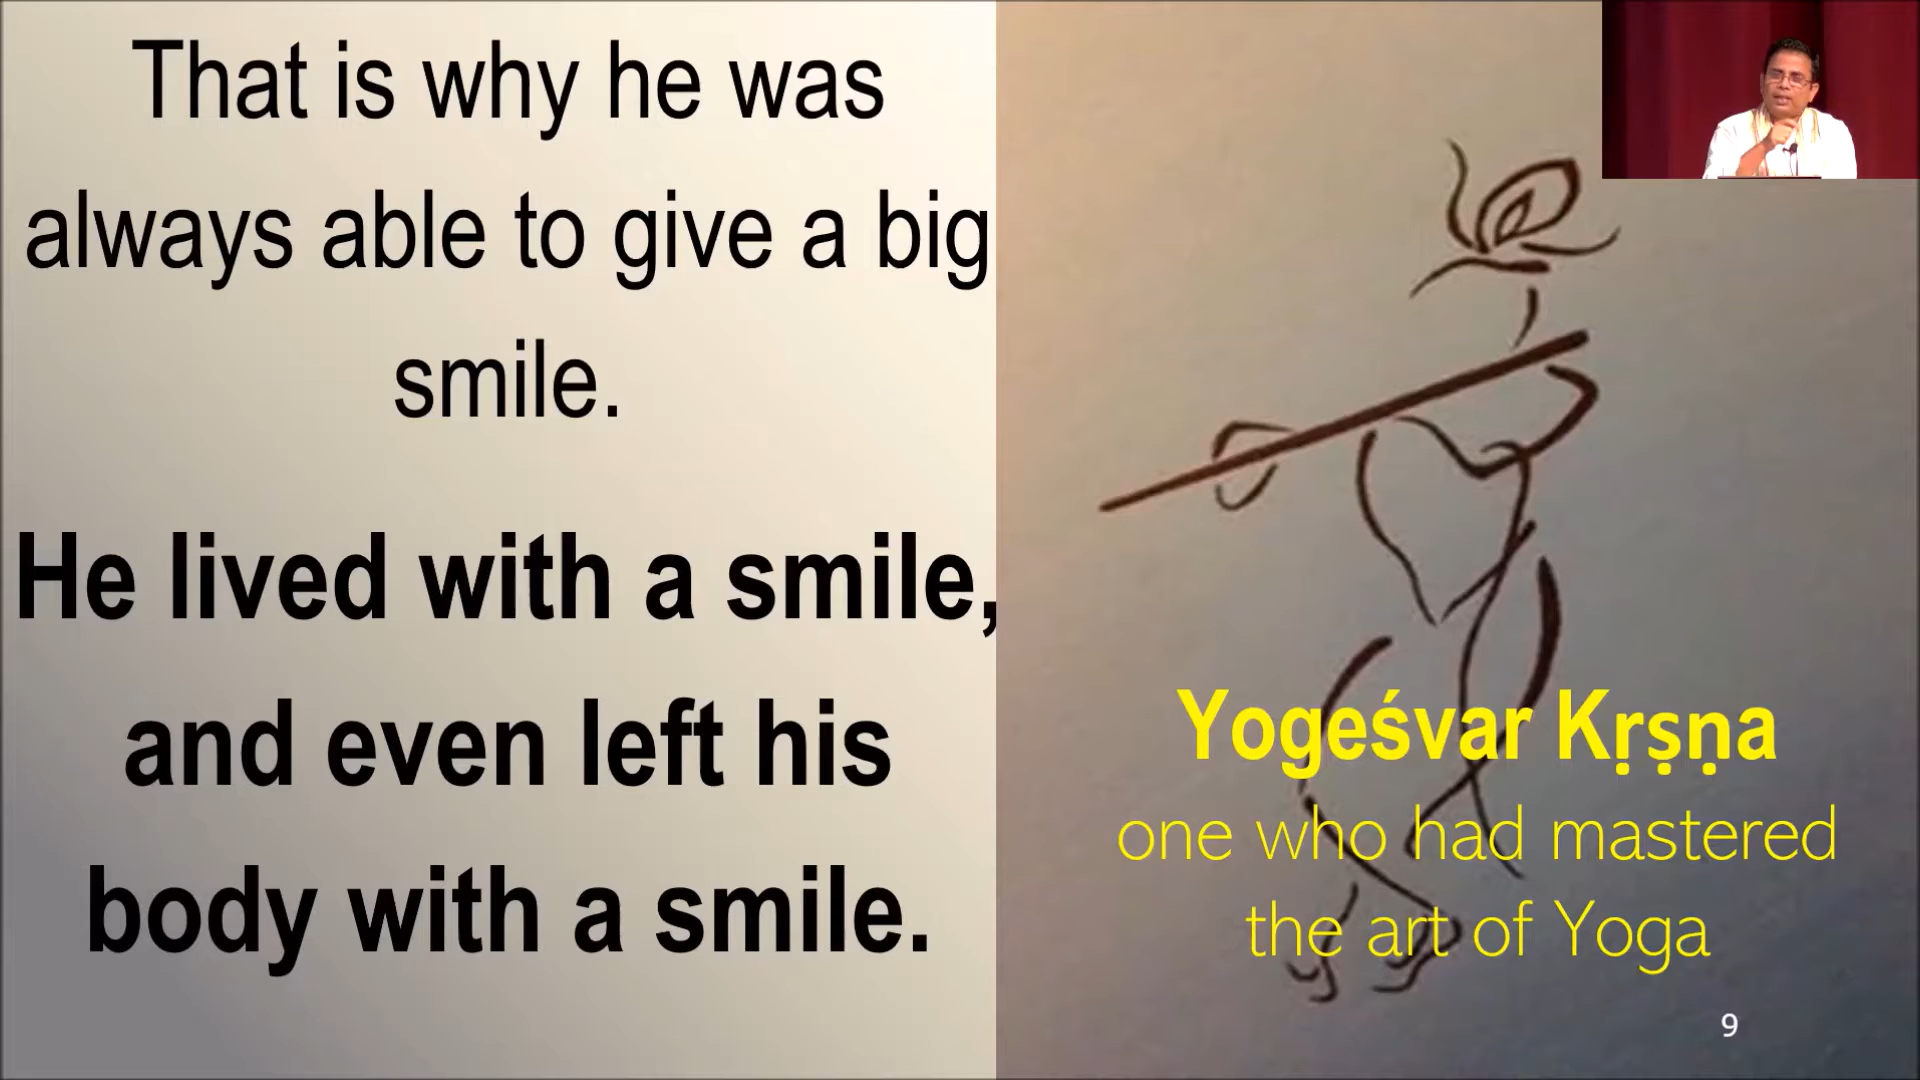 That is why he was
always able to give a big
smile.
He lived with a smile,
and even left his
body with a smile.
Yogeśvar Kṛṣṇa
one who had mastered
the art of Yoga
9